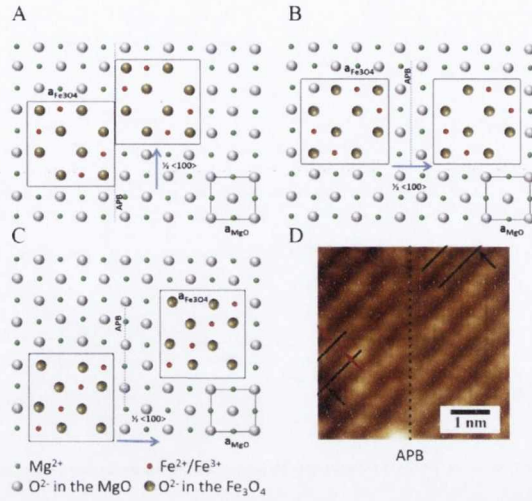 A
B
a Fe3O4
APB
½ <100>
a MgO
a Fe3O4
APB
½ <100>
a MgO
C
D
a Fe3O4
APB
½ <100>
a MgO
1 nm
APB
Mg²⁺
Fe²⁺/Fe³⁺
O²⁻ in the MgO
O²⁻ in the Fe₃O₄